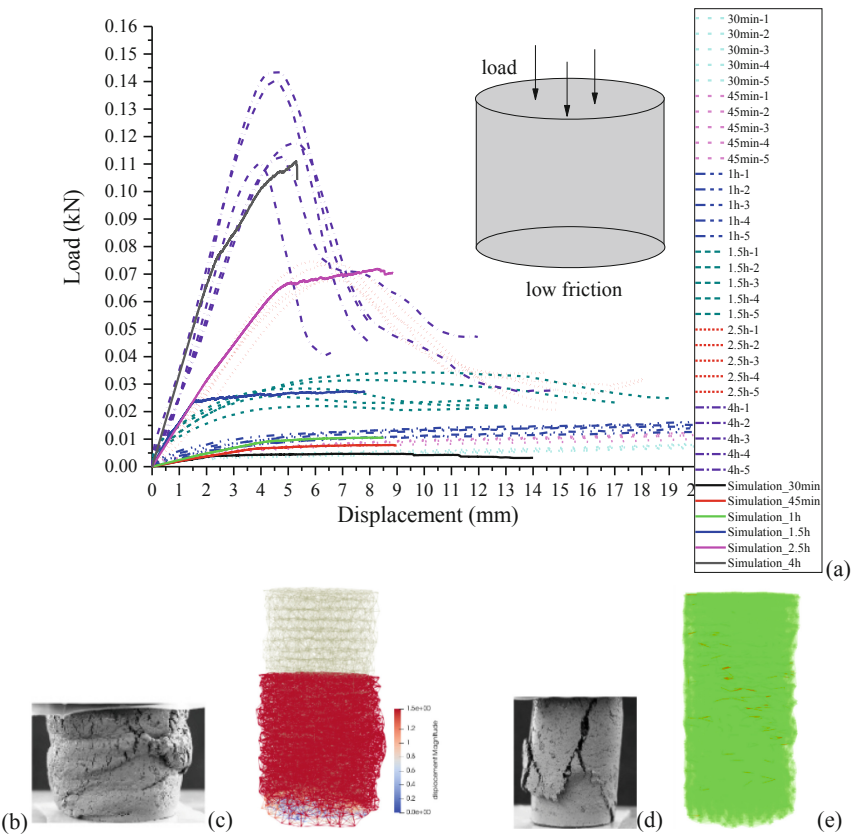 0.16
0.15
0.14
0.13
0.12
0.11
0.10
0.09
0.08
0.07
0.06
0.05
0.04
0.03
0.02
0.01
0.00
Load (kN)
0 1 2 3 4 5 6 7 8 9 10 11 12 13 14 15 16 17 18 19 2
Displacement (mm)
load
low friction
30min-1
30min-2
30min-3
30min-4
30min-5
45min-1
45min-2
45min-3
45min-4
45min-5
1h-1
1h-2
1h-3
1h-4
1h-5
1.5h-1
1.5h-2
1.5h-3
1.5h-4
1.5h-5
2.5h-1
2.5h-2
2.5h-3
2.5h-4
2.5h-5
4h-1
4h-2
4h-3
4h-4
4h-5
Simulation_30min
Simulation_45min
Simulation_1h
Simulation_1.5h
Simulation_2.5h
Simulation_4h
(a)
(b)
1.5e+00
1
0.8
0.6
0.4
0.2
0.0e+00
displacement Magnitude
(c)
(d)
(e)